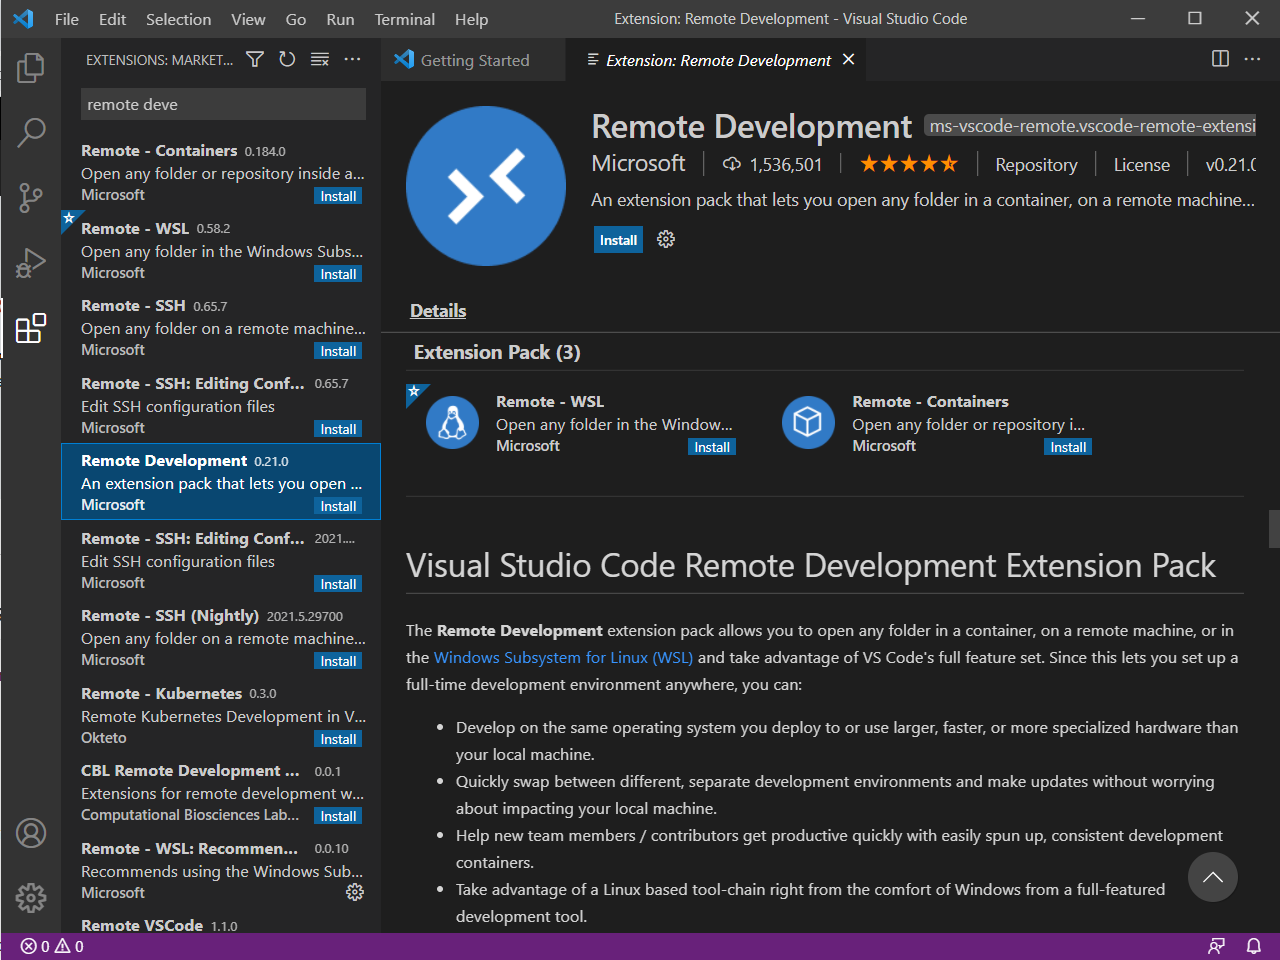 File Edit Selection View Go Run Terminal Help
Extension: Remote Development - Visual Studio Code
EXTENSIONS: MARKET...
Getting Started
Extension: Remote Development
remote deve
Remote - Containers 0.184.0
Open any folder or repository inside a...
Microsoft
Install
Remote - WSL 0.58.2
Open any folder in the Windows Subs...
Microsoft
Install
Remote - SSH 0.65.7
Open any folder on a remote machine...
Microsoft
Install
Remote - SSH: Editing Conf... 0.65.7
Edit SSH configuration files
Microsoft
Install
Remote Development 0.21.0
An extension pack that lets you open ...
Microsoft
Install
Remote - SSH: Editing Conf... 2021....
Edit SSH configuration files
Microsoft
Install
Remote - SSH (Nightly) 2021.5.29700
Open any folder on a remote machine...
Microsoft
Install
Remote - Kubernetes 0.3.0
Remote Kubernetes Development in V...
Okteto
Install
CBL Remote Development ... 0.0.1
Extensions for remote development w...
Computational Biosciences Lab...
Install
Remote - WSL: Recommen... 0.0.10
Recommends using the Windows Sub...
Microsoft
Remote VSCode 1.1.0
Remote Development ms-vscode-remote.vscode-remote-extensi
Microsoft 1,536,501 Repository License v0.21.0
An extension pack that lets you open any folder in a container, on a remote machine...
Install
Details
Extension Pack (3)
Remote - WSL
Open any folder in the Window...
Microsoft
Install
Remote - Containers
Open any folder or repository i...
Microsoft
Install
Visual Studio Code Remote Development Extension Pack
The Remote Development extension pack allows you to open any folder in a container, on a remote machine, or in
the Windows Subsystem for Linux (WSL) and take advantage of VS Code's full feature set. Since this lets you set up a
full-time development environment anywhere, you can:
• Develop on the same operating system you deploy to or use larger, faster, or more specialized hardware than
your local machine.
• Quickly swap between different, separate development environments and make updates without worrying
about impacting your local machine.
• Help new team members / contributors get productive quickly with easily spun up, consistent development
containers.
• Take advantage of a Linux based tool-chain right from the comfort of Windows from a full-featured
development tool.
0 0